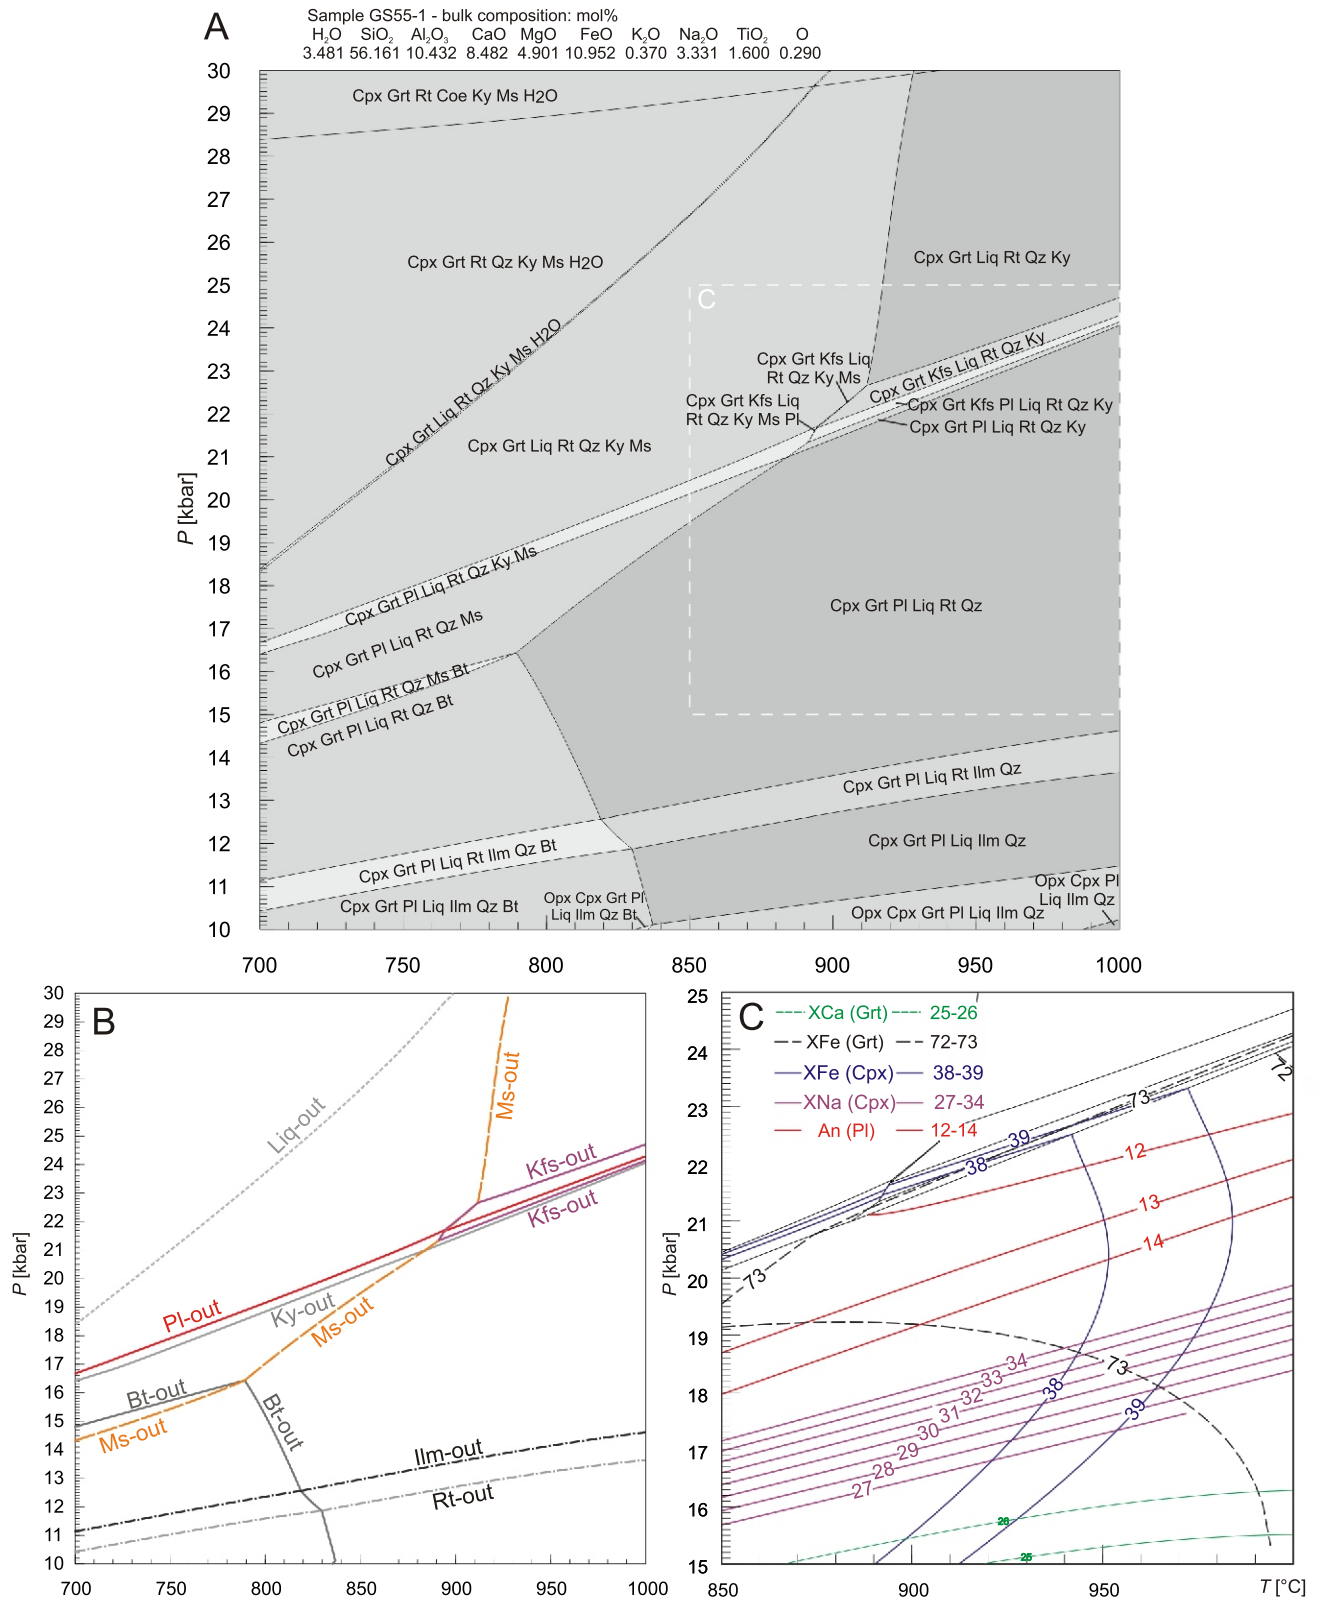 A
Sample GS55-1 - bulk composition: mol%
H₂O SiO₂ Al₂O₃ CaO MgO FeO K₂O Na₂O TiO₂ O
3.481 56.161 10.432 8.482 4.901 10.952 0.370 3.331 1.600 0.290
30
29
28
27
26
25
24
23
22
21
20
19
18
17
16
15
14
13
12
11
10
P [kbar]
Cpx Grt Rt Coe Ky Ms H2O
Cpx Grt Rt Qz Ky Ms H2O
Cpx Grt Liq Rt Qz Ky
C
Cpx Grt Liq Rt Qz Ky Ms H2O
Cpx Grt Kfs Liq
Rt Qz Ky Ms
Cpx Grt Kfs Liq Rt Qz Ky
Cpx Grt Kfs Liq
Rt Qz Ky Ms Pl
Cpx Grt Kfs Pl Liq Rt Qz Ky
Cpx Grt Pl Liq Rt Qz Ky
Cpx Grt Liq Rt Qz Ky Ms
Cpx Grt Pl Liq Rt Qz Ky Ms
Cpx Grt Pl Liq Rt Qz
Cpx Grt Pl Liq Rt Qz Ms
Cpx Grt Pl Liq Rt Qz Ms Bt
Cpx Grt Pl Liq Rt Qz Bt
Cpx Grt Pl Liq Rt Ilm Qz
Cpx Grt Pl Liq Ilm Qz
Cpx Grt Pl Liq Rt Ilm Qz Bt
Cpx Grt Pl Liq Ilm Qz Bt
Opx Cpx Grt Pl
Liq Ilm Qz Bt
Opx Cpx Grt Pl Liq Ilm Qz
Opx Cpx Pl
Liq Ilm Qz
700 750 800 850 900 950 1000
B
30
29
28
27
26
25
24
23
22
21
20
19
18
17
16
15
14
13
12
11
10
P [kbar]
Liq-out
Ms-out
Kfs-out
Kfs-out
Pl-out
Ky-out
Ms-out
Bt-out
Ms-out
Bt-out
Ilm-out
Rt-out
700 750 800 850 900 950 1000
C
25
24
23
22
21
20
19
18
17
16
15
P [kbar]
XCa (Grt) 25-26
XFe (Grt) 72-73
XFe (Cpx) 38-39
XNa (Cpx) 27-34
An (Pl) 12-14
72
73
39
38
12
13
14
73
73
34
33
32
31
30
29
28
27
38
39
26
25
850 900 950 T [°C]